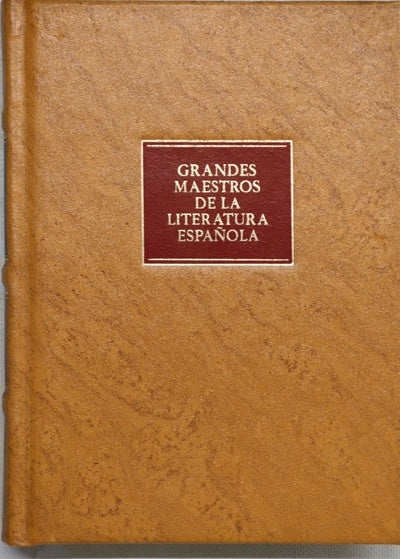 GRANDES
MAESTROS
DE LA
LITERATURA
ESPAÑOLA